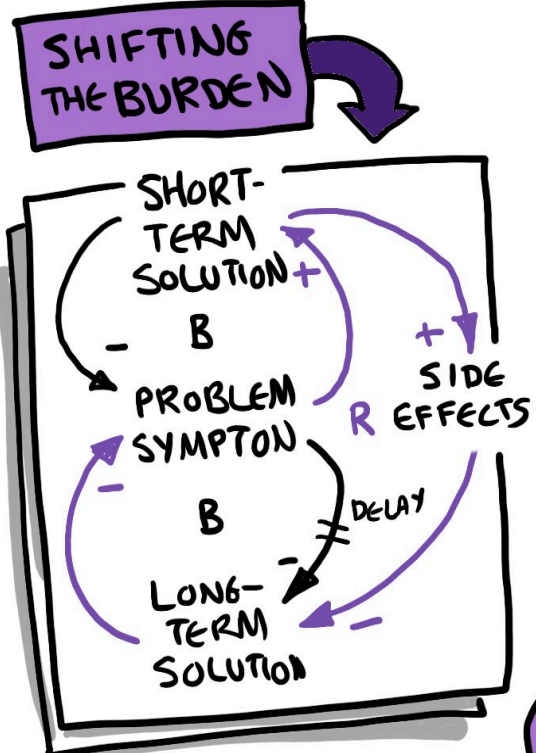 SHIFTING
THE BURDEN
SHORT-
TERM
SOLUTION +
- B
PROBLEM
SYMPTON
+
SIDE
R EFFECTS
-
B
DELAY
-
LONG-
TERM
SOLUTION
-